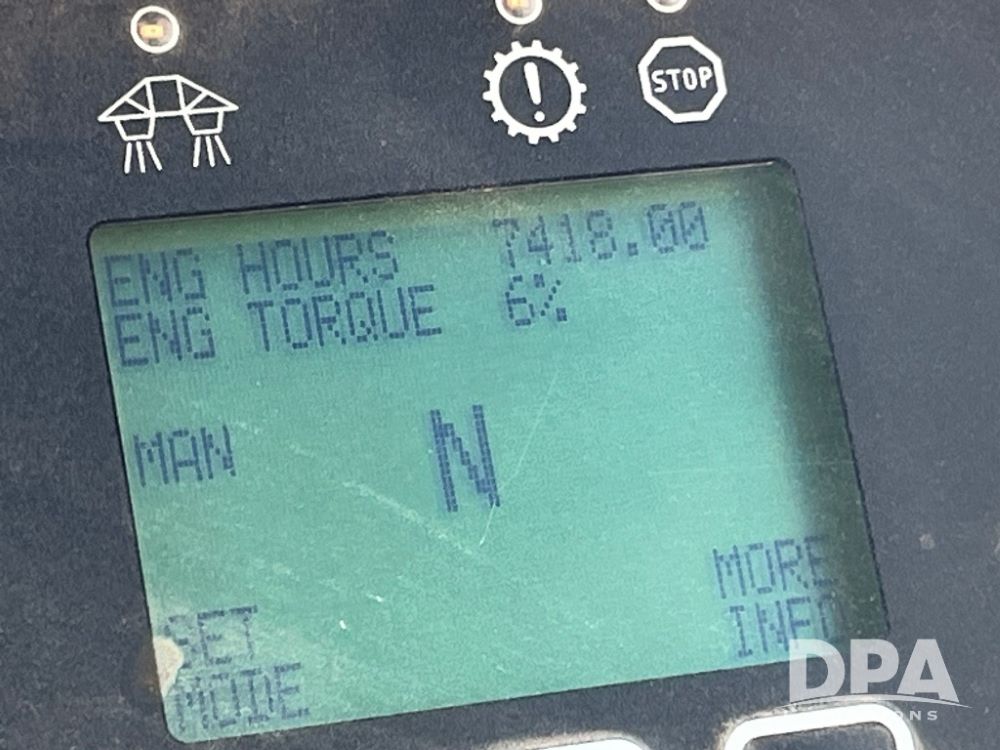 STOP
ENG HOURS 7418.00
ENG TORQUE 6%
MAN N
MORE
INFO
SET
MODE
DPA